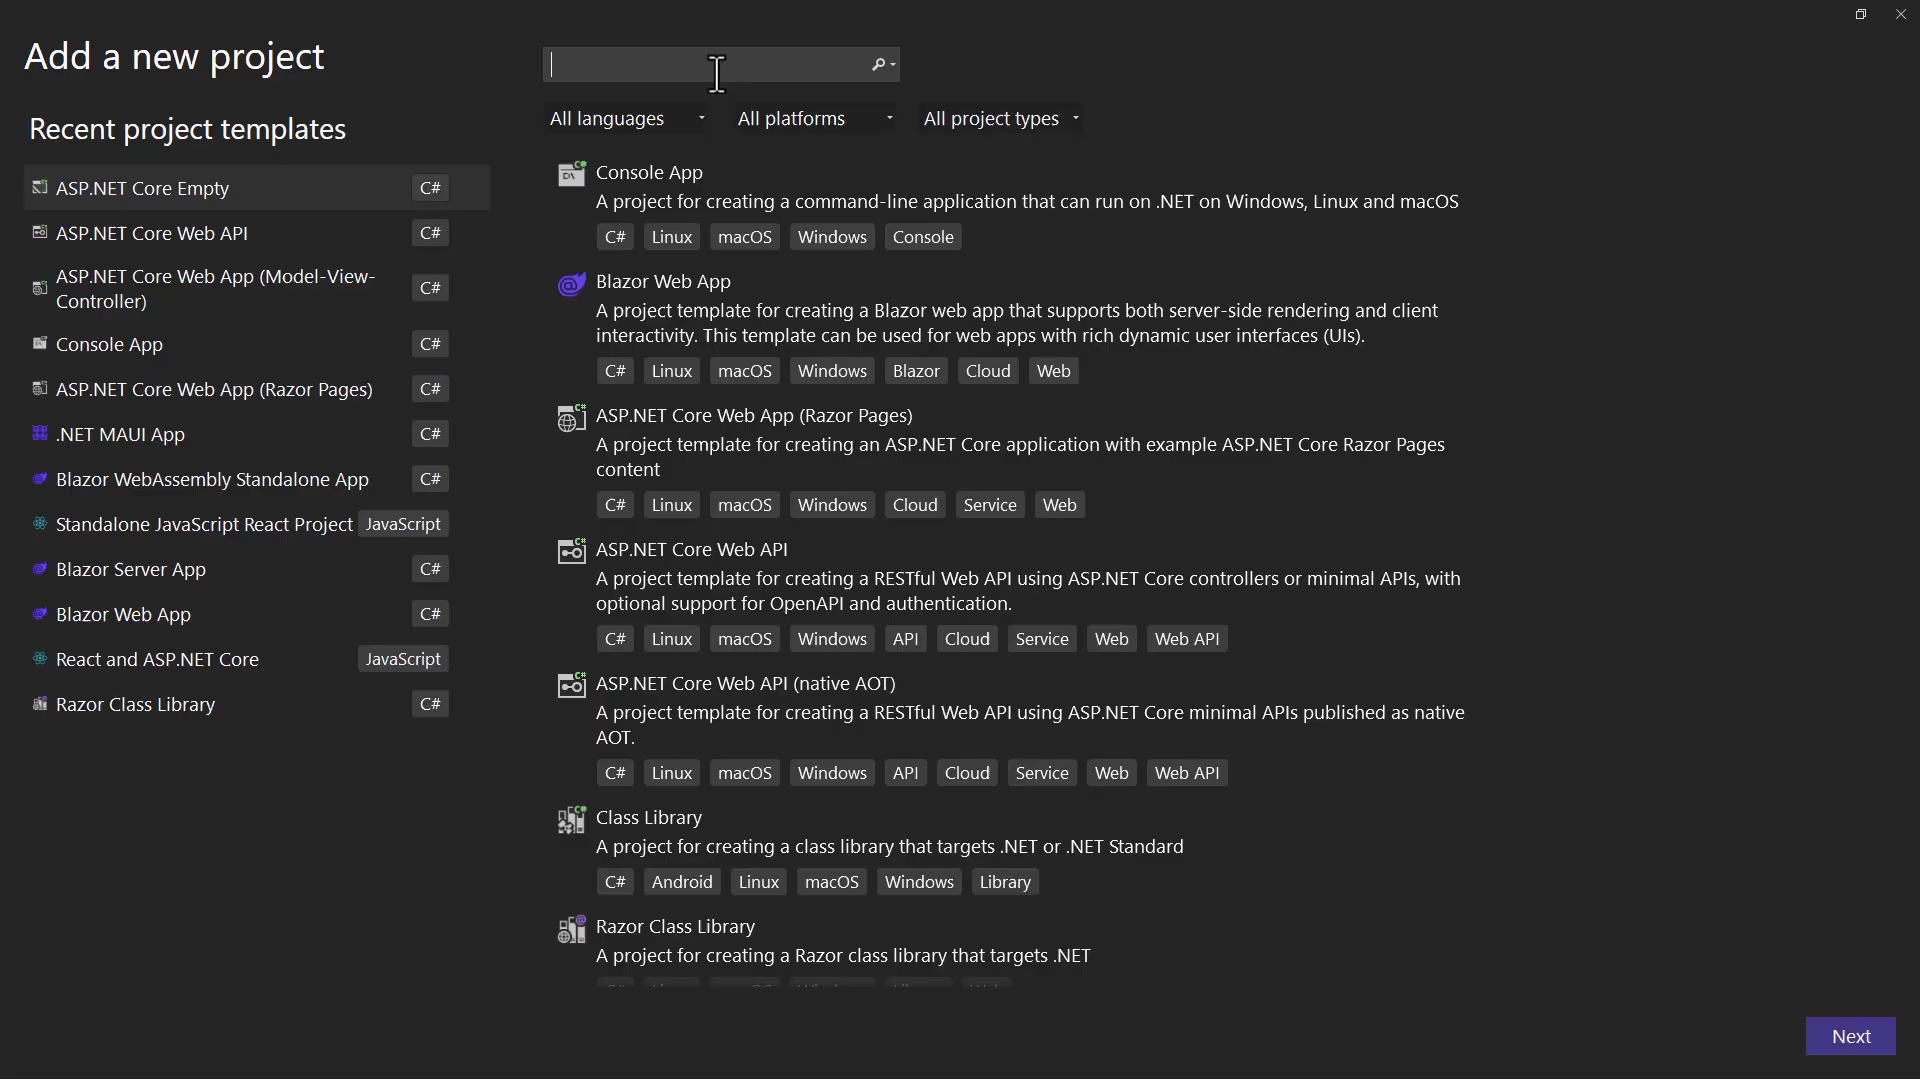 Add a new project
Recent project templates
ASP.NET Core Empty C#
ASP.NET Core Web API C#
ASP.NET Core Web App (Model-View-
Controller) C#
Console App C#
ASP.NET Core Web App (Razor Pages) C#
.NET MAUI App C#
Blazor WebAssembly Standalone App C#
Standalone JavaScript React Project JavaScript
Blazor Server App C#
Blazor Web App C#
React and ASP.NET Core JavaScript
Razor Class Library C#
All languages All platforms All project types
Console App
A project for creating a command-line application that can run on .NET on Windows, Linux and macOS
C# Linux macOS Windows Console
Blazor Web App
A project template for creating a Blazor web app that supports both server-side rendering and client
interactivity. This template can be used for web apps with rich dynamic user interfaces (UIs).
C# Linux macOS Windows Blazor Cloud Web
ASP.NET Core Web App (Razor Pages)
A project template for creating an ASP.NET Core application with example ASP.NET Core Razor Pages
content
C# Linux macOS Windows Cloud Service Web
ASP.NET Core Web API
A project template for creating a RESTful Web API using ASP.NET Core controllers or minimal APIs, with
optional support for OpenAPI and authentication.
C# Linux macOS Windows API Cloud Service Web Web API
ASP.NET Core Web API (native AOT)
A project template for creating a RESTful Web API using ASP.NET Core minimal APIs published as native
AOT.
C# Linux macOS Windows API Cloud Service Web Web API
Class Library
A project for creating a class library that targets .NET or .NET Standard
C# Android Linux macOS Windows Library
Razor Class Library
A project for creating a Razor class library that targets .NET
Next